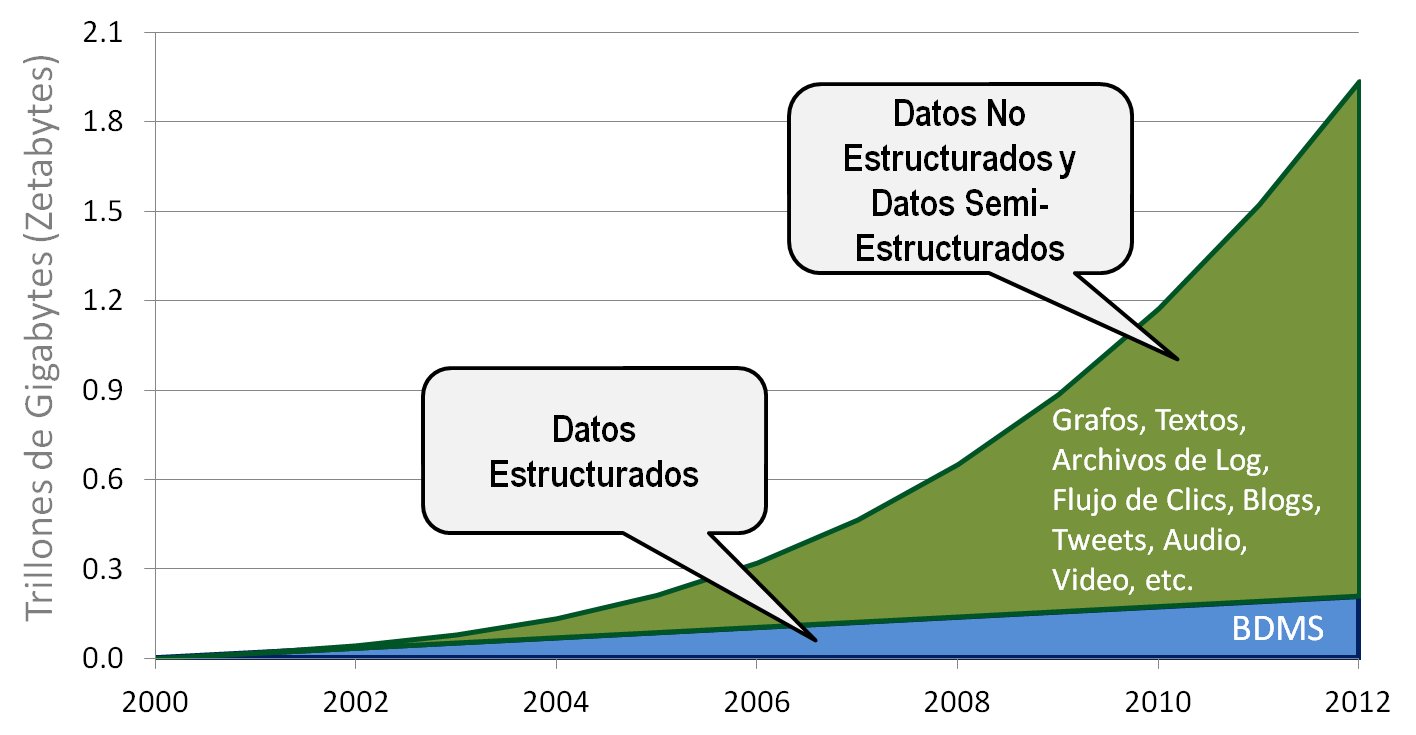 Trillones de Gigabytes (Zetabytes)
2.1
1.8
1.5
1.2
0.9
0.6
0.3
0.0
2000 2002 2004 2006 2008 2010 2012
Datos No
Estructurados y
Datos Semi-
Estructurados
Datos
Estructurados
Grafos, Textos,
Archivos de Log,
Flujo de Clics, Blogs,
Tweets, Audio,
Video, etc.
BDMS